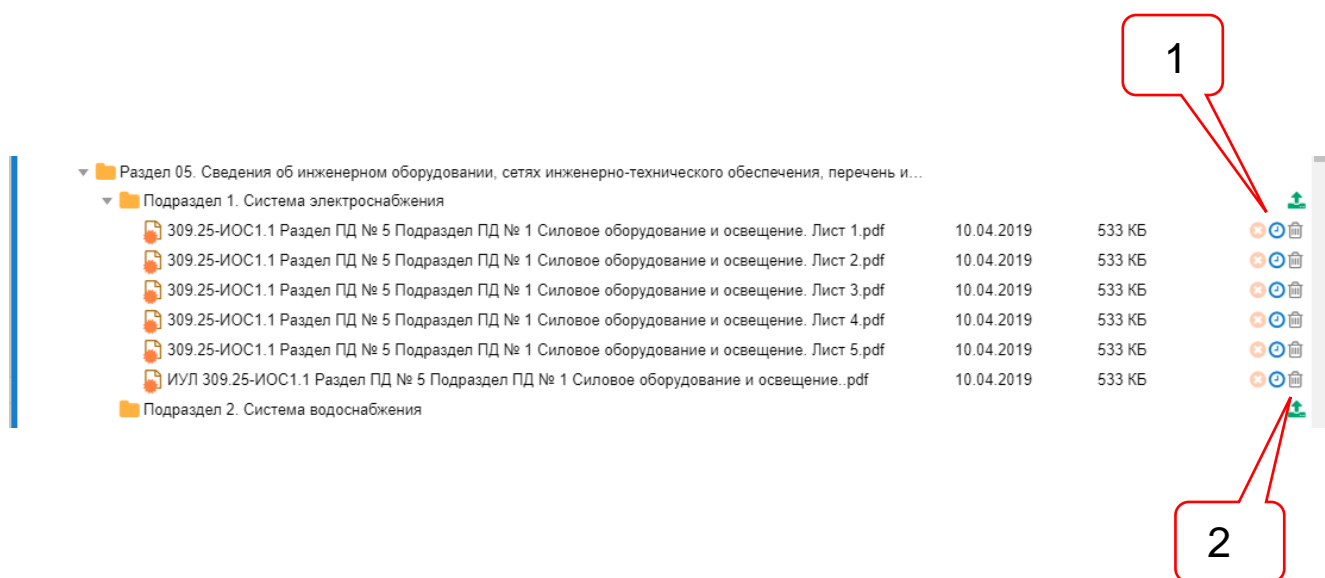 1
Раздел 05. Сведения об инженерном оборудовании, сетях инженерно-технического обеспечения, перечень и...
Подраздел 1. Система электроснабжения
309.25-ИОС1.1 Раздел ПД № 5 Подраздел ПД № 1 Силовое оборудование и освещение. Лист 1.pdf 10.04.2019 533 КБ
309.25-ИОС1.1 Раздел ПД № 5 Подраздел ПД № 1 Силовое оборудование и освещение. Лист 2.pdf 10.04.2019 533 КБ
309.25-ИОС1.1 Раздел ПД № 5 Подраздел ПД № 1 Силовое оборудование и освещение. Лист 3.pdf 10.04.2019 533 КБ
309.25-ИОС1.1 Раздел ПД № 5 Подраздел ПД № 1 Силовое оборудование и освещение. Лист 4.pdf 10.04.2019 533 КБ
309.25-ИОС1.1 Раздел ПД № 5 Подраздел ПД № 1 Силовое оборудование и освещение. Лист 5.pdf 10.04.2019 533 КБ
ИУЛ 309.25-ИОС1.1 Раздел ПД № 5 Подраздел ПД № 1 Силовое оборудование и освещение..pdf 10.04.2019 533 КБ
Подраздел 2. Система водоснабжения
2